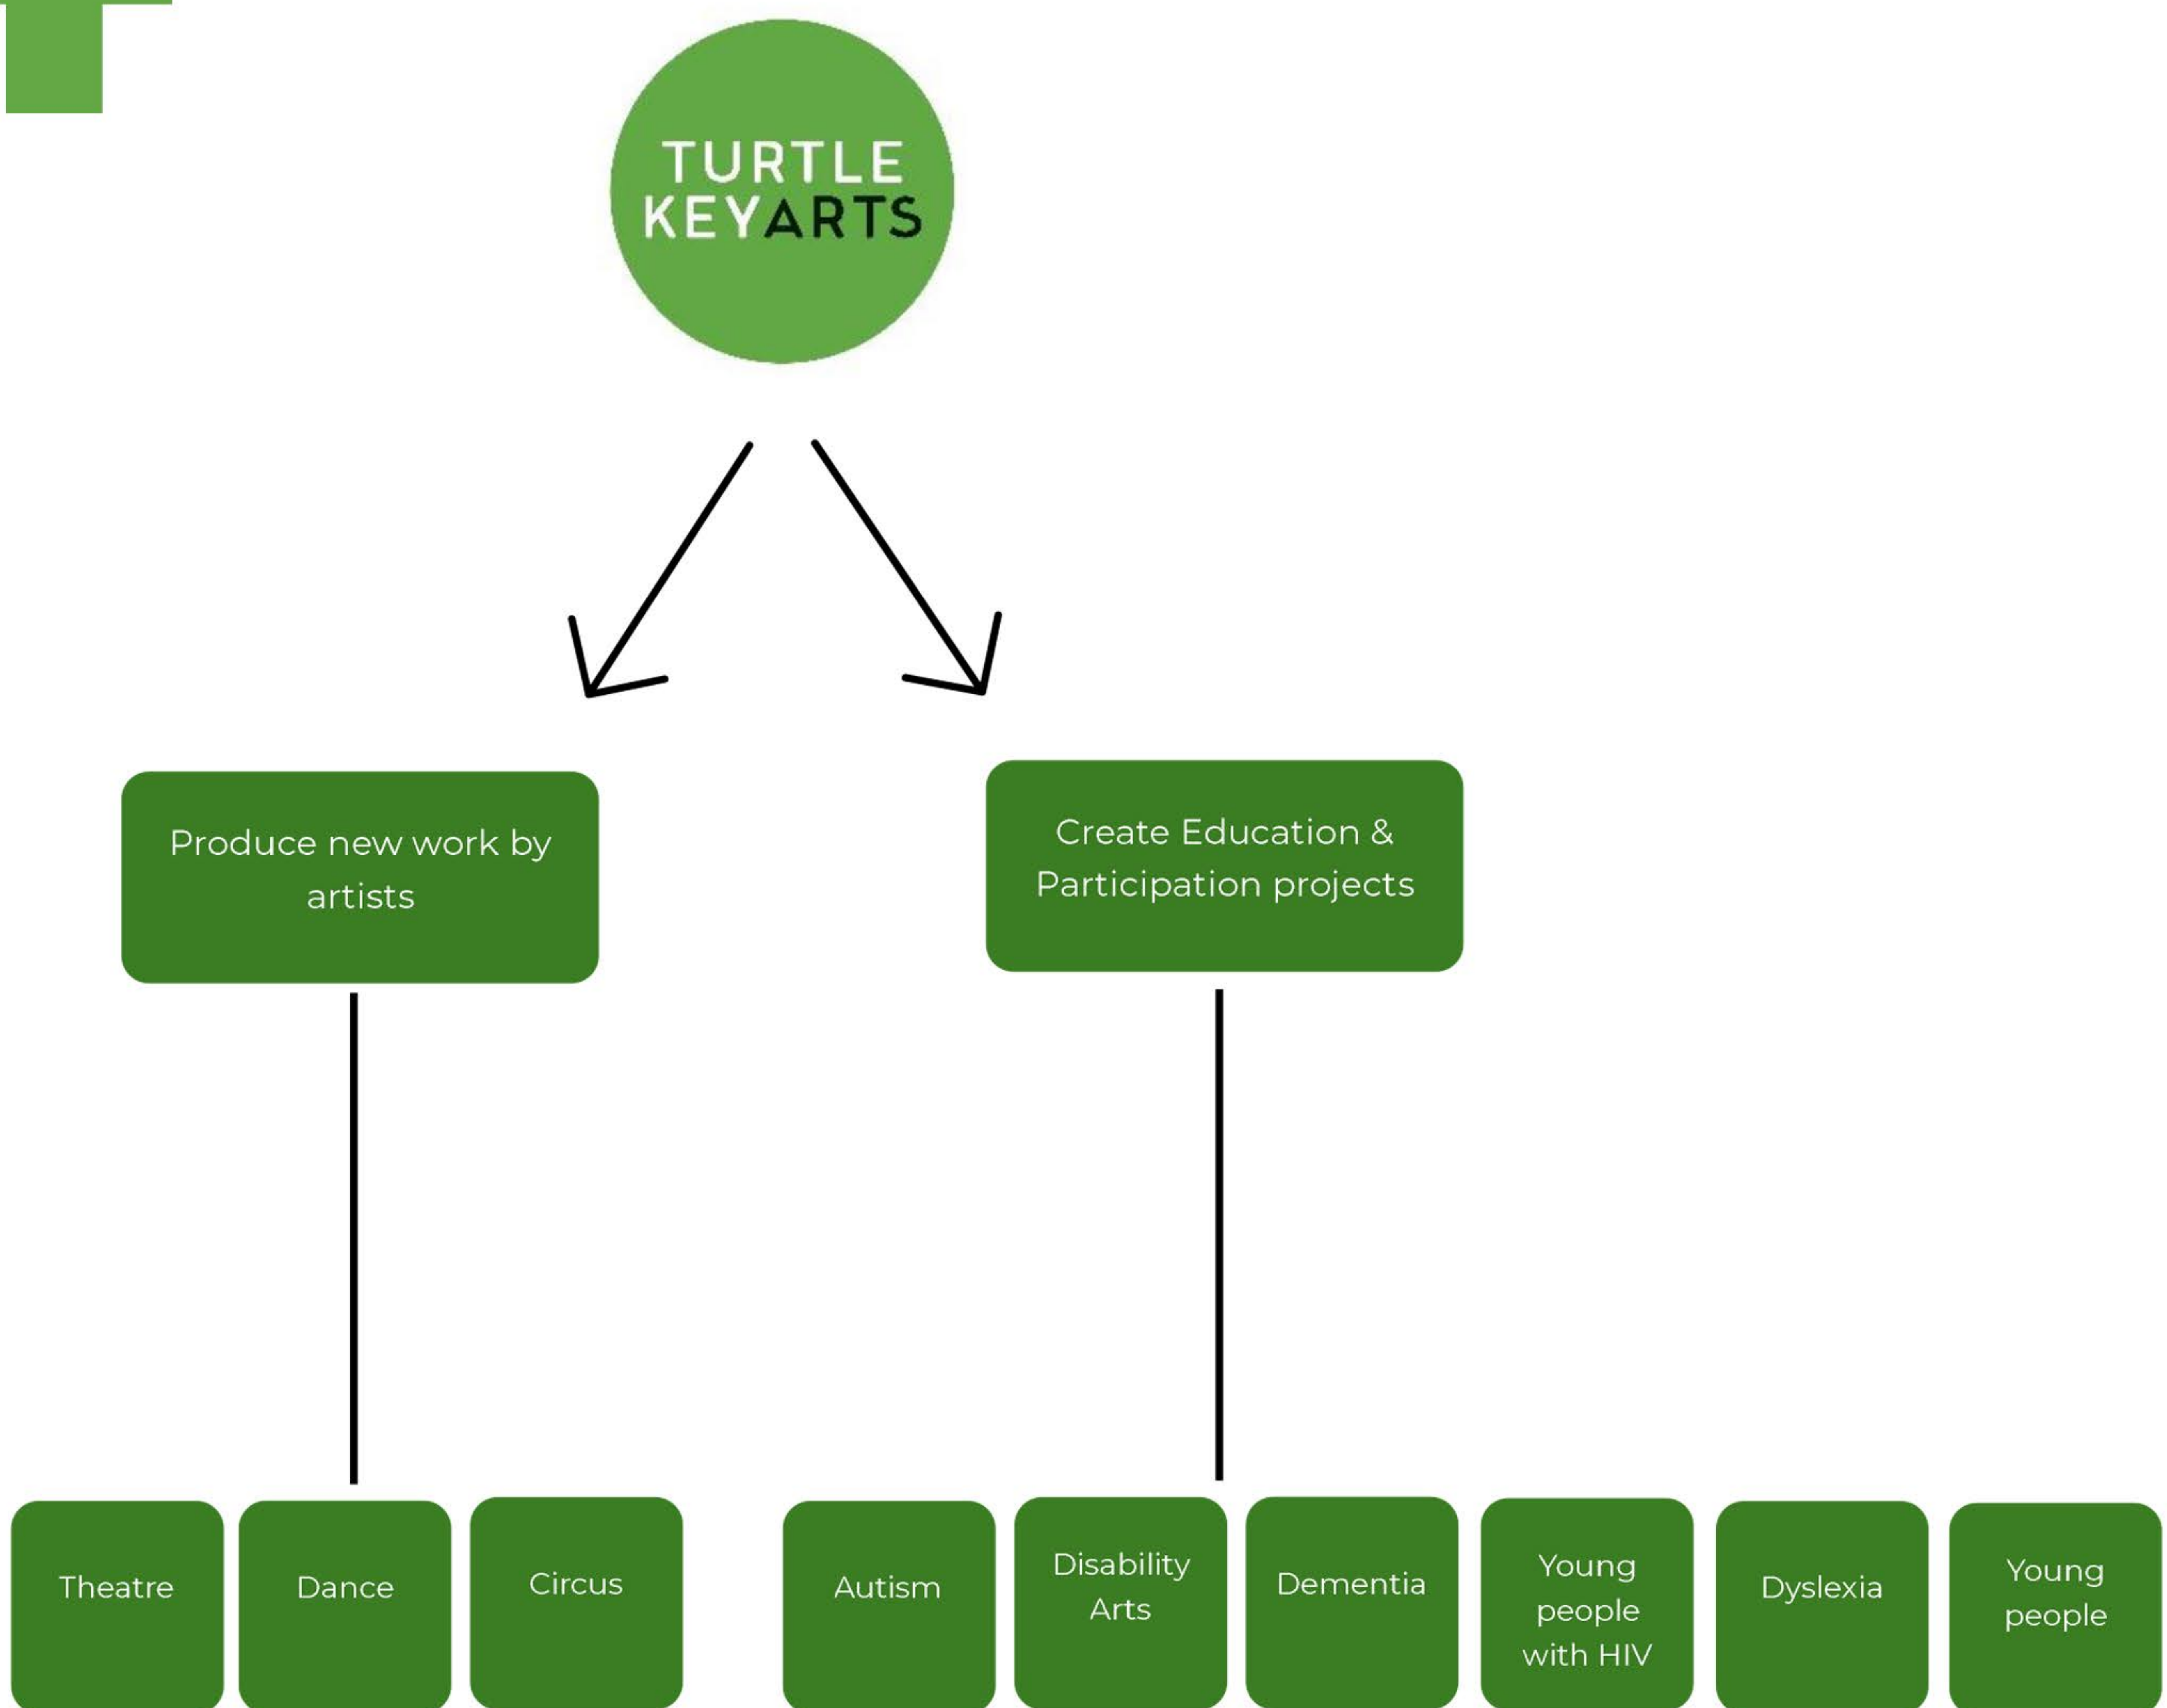 TURTLE
KEYARTS
Produce new work by
artists
Create Education &
Participation projects
Theatre
Dance
Circus
Autism
Disability
Arts
Dementia
Young
people
with HIV
Dyslexia
Young
people